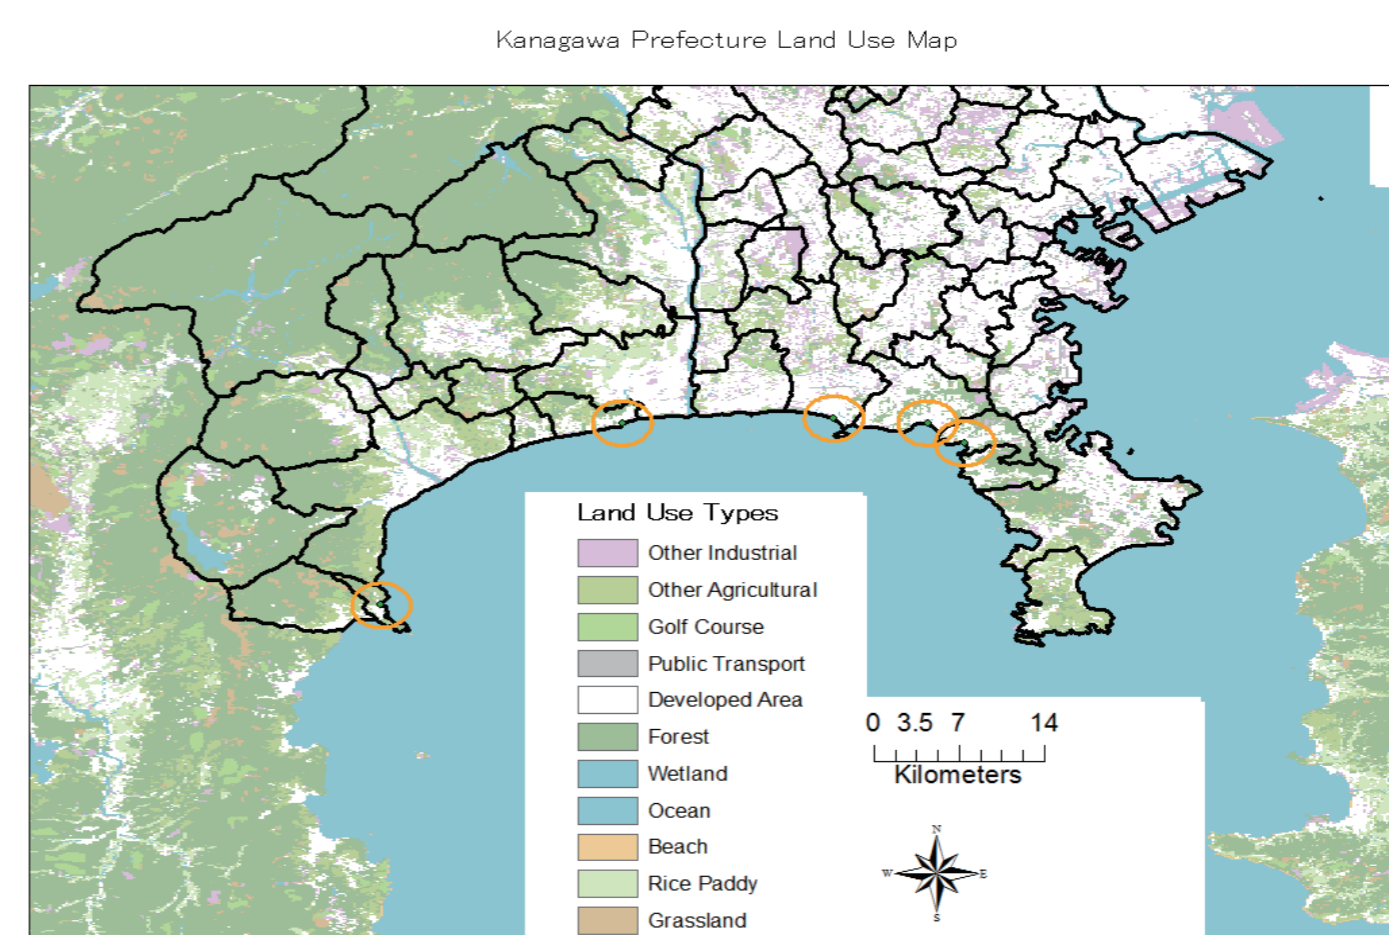 Kanagawa Prefecture Land Use Map
Land Use Types
Other Industrial
Other Agricultural
Golf Course
Public Transport
Developed Area
Forest
Wetland
Ocean
Beach
Rice Paddy
Grassland
0 3.5 7 14
Kilometers
N
W E
S